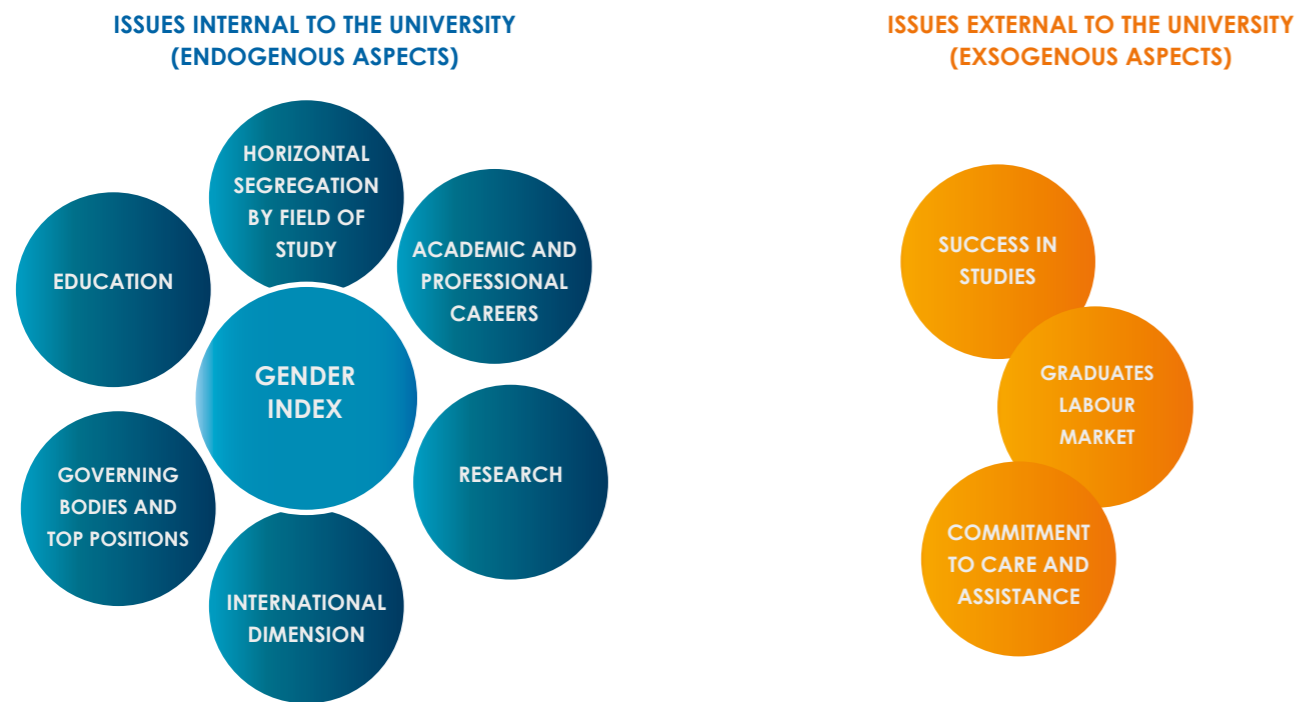 ISSUES INTERNAL TO THE UNIVERSITY
(ENDOGENOUS ASPECTS)
HORIZONTAL
SEGREGATION
BY FIELD OF
STUDY
ACADEMIC AND
PROFESSIONAL
CAREERS
EDUCATION
GENDER
INDEX
RESEARCH
GOVERNING
BODIES AND
TOP POSITIONS
INTERNATIONAL
DIMENSION
ISSUES EXTERNAL TO THE UNIVERSITY
(EXSOGENOUS ASPECTS)
SUCCESS IN
STUDIES
GRADUATES
LABOUR
MARKET
COMMITMENT
TO CARE AND
ASSISTANCE